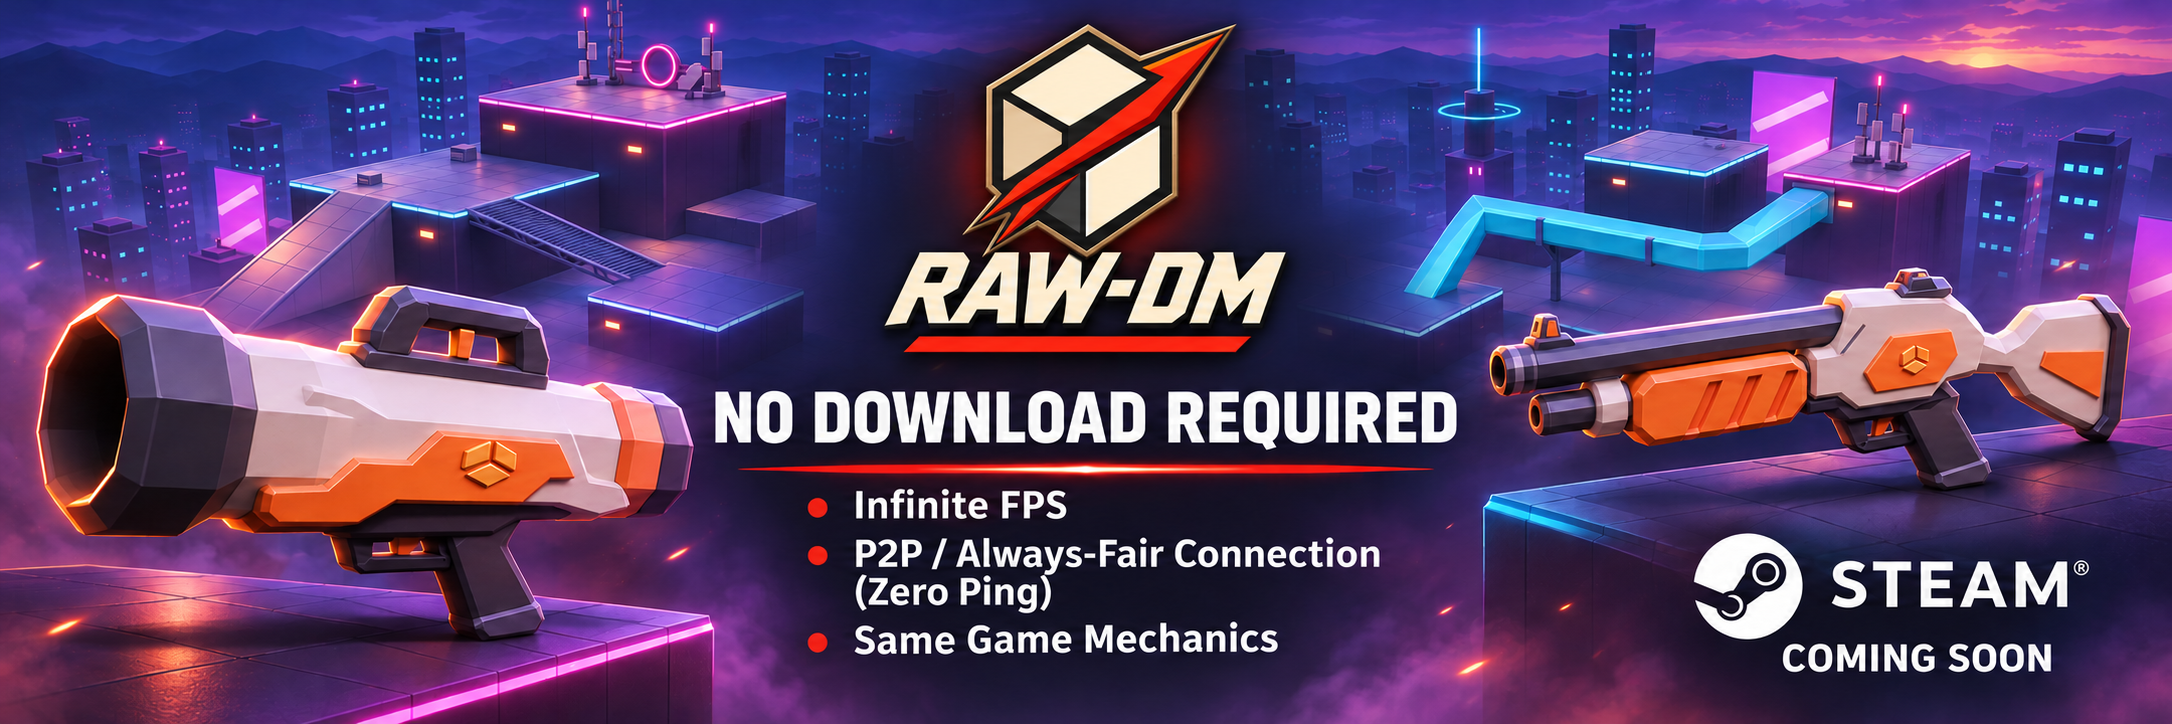 RAW-DM
NO DOWNLOAD REQUIRED
Infinite FPS
P2P / Always-Fair Connection
(Zero Ping)
Same Game Mechanics
STEAM®
COMING SOON